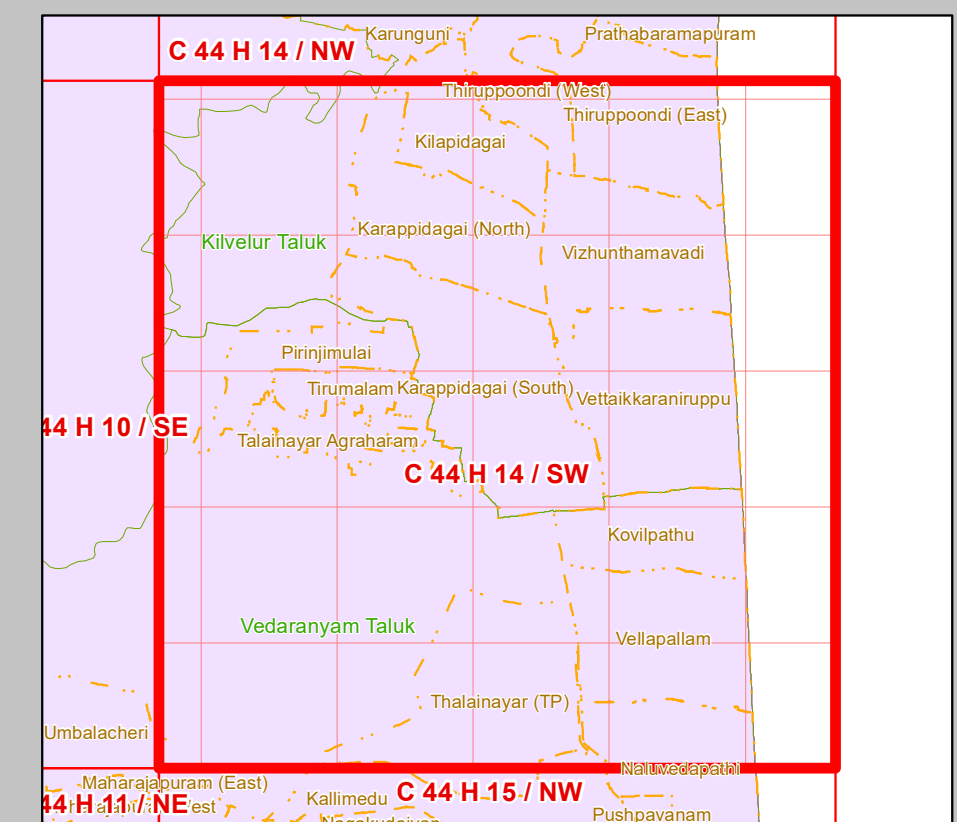 Karunguni
Prathabaramapuram
C 44 H 14 / NW
Thiruppoondi (West)
Thiruppoondi (East)
Kilapidagai
Karappidagai (North)
Kilvelur Taluk
Vizhunthamavadi
Pirinjimulai
Tirumalam
Karappidagai (South)
Vettaikkaraniruppu
44 H 10 / SE
Talainayar Agraharam
C 44 H 14 / SW
Kovilpathu
Vedaranyam Taluk
Vellapallam
Thalainayar (TP)
Umbalacheri
Naluvedapathi
Maharajapuram (East)
C 44 H 15 / NW
Kallimedu
44 H 11 / NE
Pushpavanam